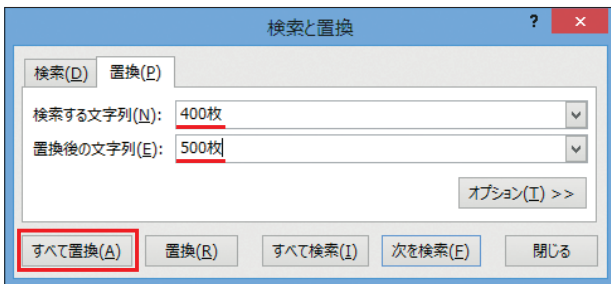 検索と置換
?
×
検索(D) 置換(P)
検索する文字列(N): 400枚
置換後の文字列(E): 500枚
オプション(T) >>
すべて置換(A) 置換(R) すべて検索(I) 次を検索(F) 閉じる